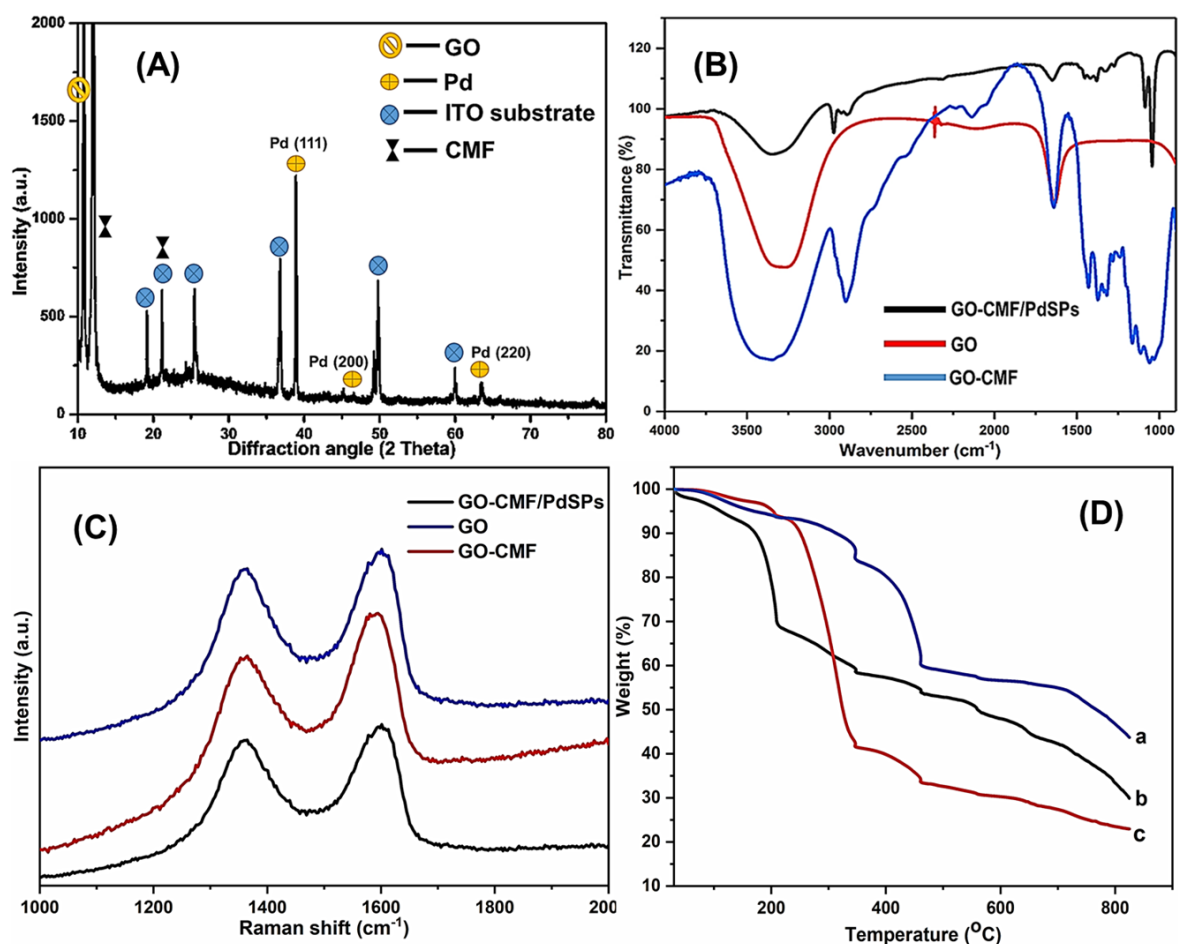 (A)
GO
Pd
ITO substrate
CMF
Pd (111)
Pd (200)
Pd (220)
2000
1500
1000
500
0
Intensity (a.u.)
10 20 30 40 50 60 70 80
Diffraction angle (2 Theta)
(B)
120
100
80
60
40
20
0
Transmittance (%)
GO-CMF/PdSPs
GO
GO-CMF
4000 3500 3000 2500 2000 1500 1000
Wavenumber (cm⁻¹)
(C)
GO-CMF/PdSPs
GO
GO-CMF
Intensity (a.u.)
1000 1200 1400 1600 1800 200
Raman shift (cm⁻¹)
(D)
100
90
80
70
60
50
40
30
20
10
Weight (%)
a
b
c
200 400 600 800
Temperature (OC)